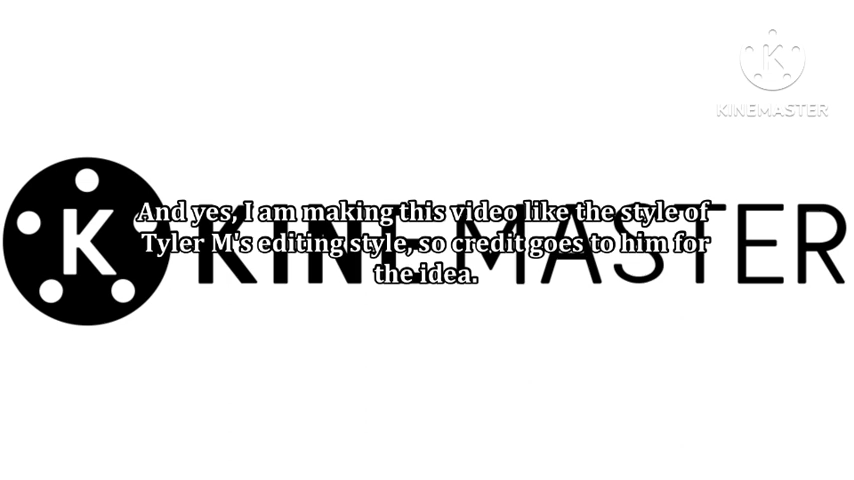 K
KINEMASTER
K
KINEMASTER
And yes, I am making this video like the style of
Tyler M's editing style, so credit goes to him for
the idea.